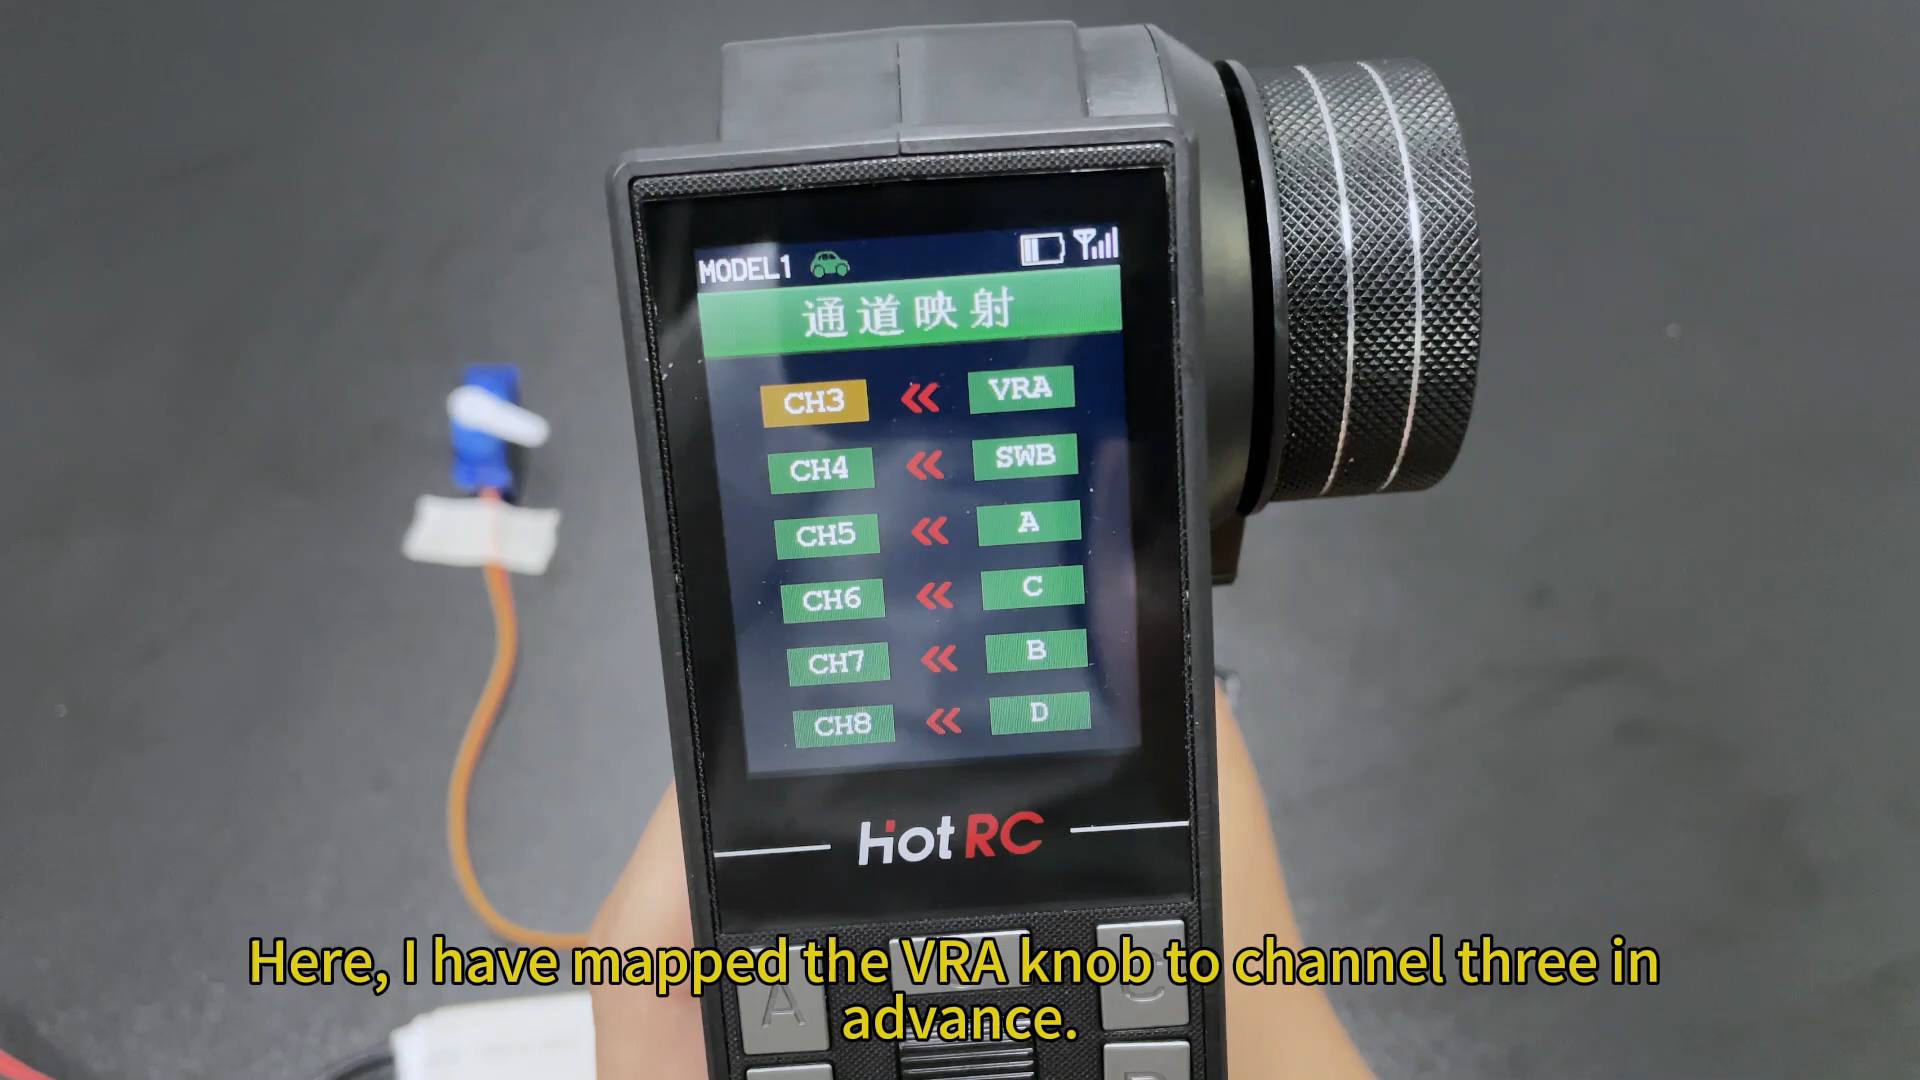 MODEL1
通道映射
CH3 << VRA
CH4 << SWB
CH5 << A
CH6 << C
CH7 << B
CH8 << D
HotRC
A C
Here, I have mapped the VRA knob to channel three in
advance.